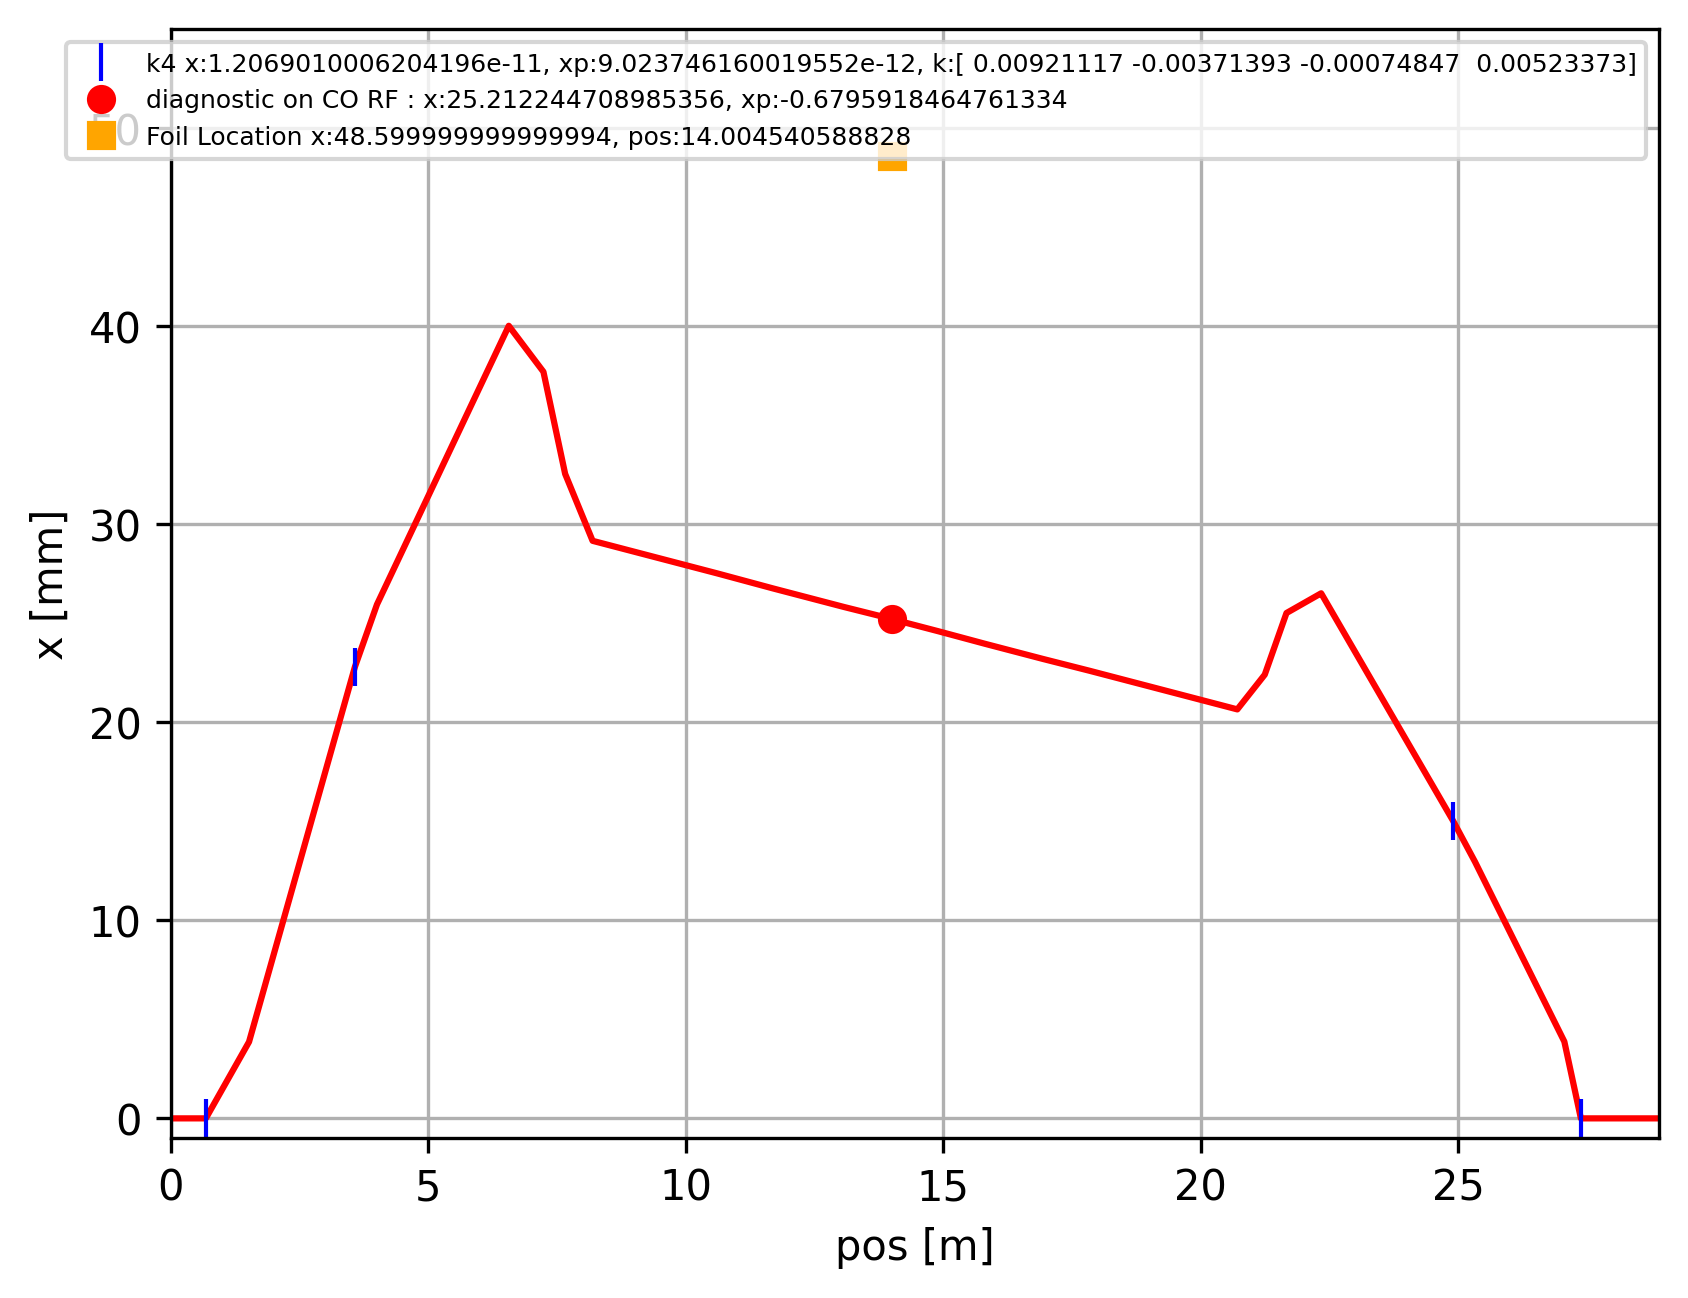 k4 x:1.2069010006204196e-11, xp:9.023746160019552e-12, k:[ 0.00921117 -0.00371393 -0.00074847  0.00523373]
diagnostic on CO RF : x:25.212244708985356, xp:-0.6795918464761334
Foil Location x:48.599999999999994, pos:14.004540588828
50
40
30
20
10
0
x [mm]
0 5 10 15 20 25
pos [m]